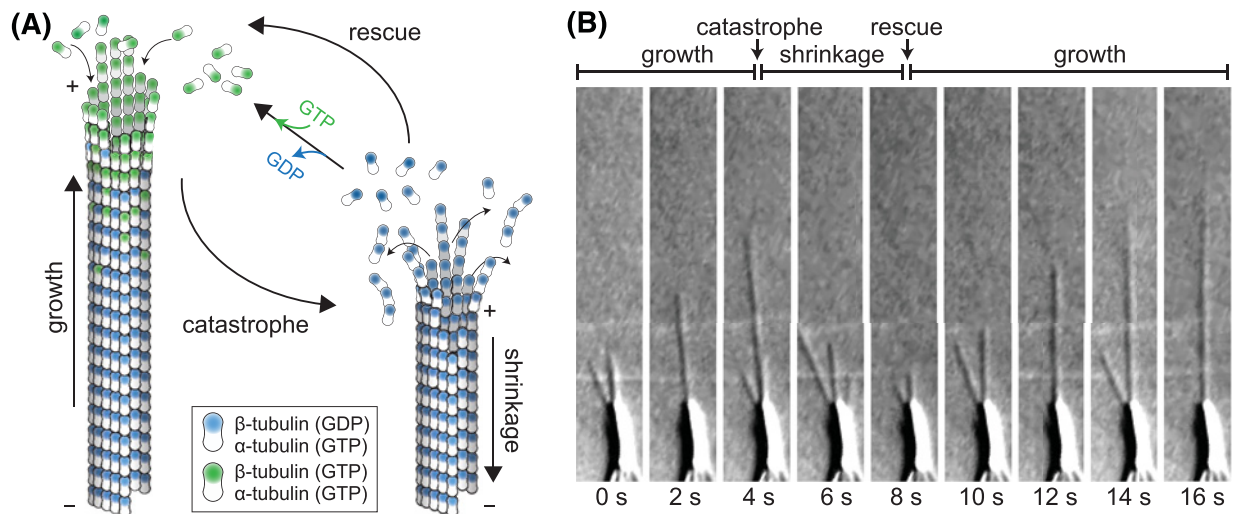 (A)
rescue
+
GTP
GDP
growth
catastrophe
+
shrinkage
β-tubulin (GDP)
α-tubulin (GTP)
β-tubulin (GTP)
α-tubulin (GTP)
–
–
(B)
catastrophe rescue
growth shrinkage growth
0 s 2 s 4 s 6 s 8 s 10 s 12 s 14 s 16 s